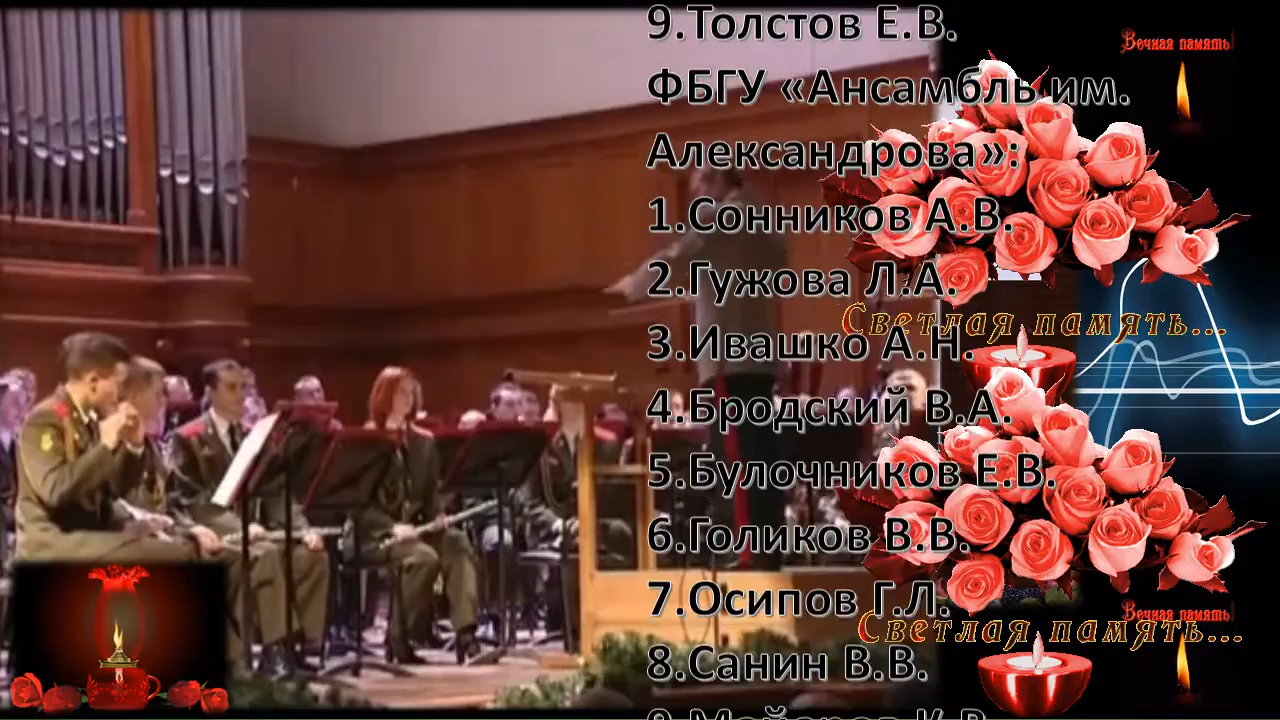 9.Толстов Е.В.
Вечная память!
ФБГУ «Ансамбль им.
Александрова»:
1.Сонников А.В.
2.Гужова Л.А.
Светлая память...
3.Ивашко А.Н.
4.Бродский В.А.
5.Булочников Е.В.
6.Голиков В.В.
7.Осипов Г.Л.
Вечная память!
Светлая память...
8.Санин В.В.